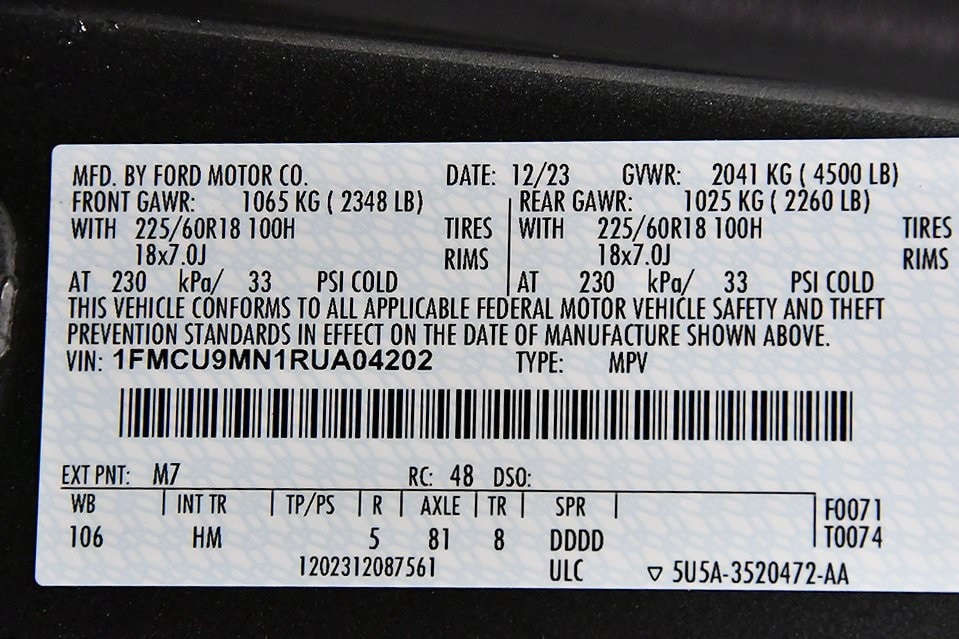 MFD. BY FORD MOTOR CO. DATE: 12/23 GVWR: 2041 KG ( 4500 LB)
FRONT GAWR: 1065 KG ( 2348 LB) REAR GAWR: 1025 KG ( 2260 LB)
WITH 225/60R18 100H TIRES WITH 225/60R18 100H TIRES
18x7.0J RIMS 18x7.0J RIMS
AT 230 kPa/ 33 PSI COLD AT 230 kPa/ 33 PSI COLD
THIS VEHICLE CONFORMS TO ALL APPLICABLE FEDERAL MOTOR VEHICLE SAFETY AND THEFT
PREVENTION STANDARDS IN EFFECT ON THE DATE OF MANUFACTURE SHOWN ABOVE.
VIN: 1FMCU9MN1RUA04202 TYPE: MPV
EXT PNT: M7 RC: 48 DSO:
WB INT TR TP/PS R AXLE TR SPR F0071
106 HM 5 81 8 DDDD T0074
1202312087561 ULC ▽ 5U5A-3520472-AA